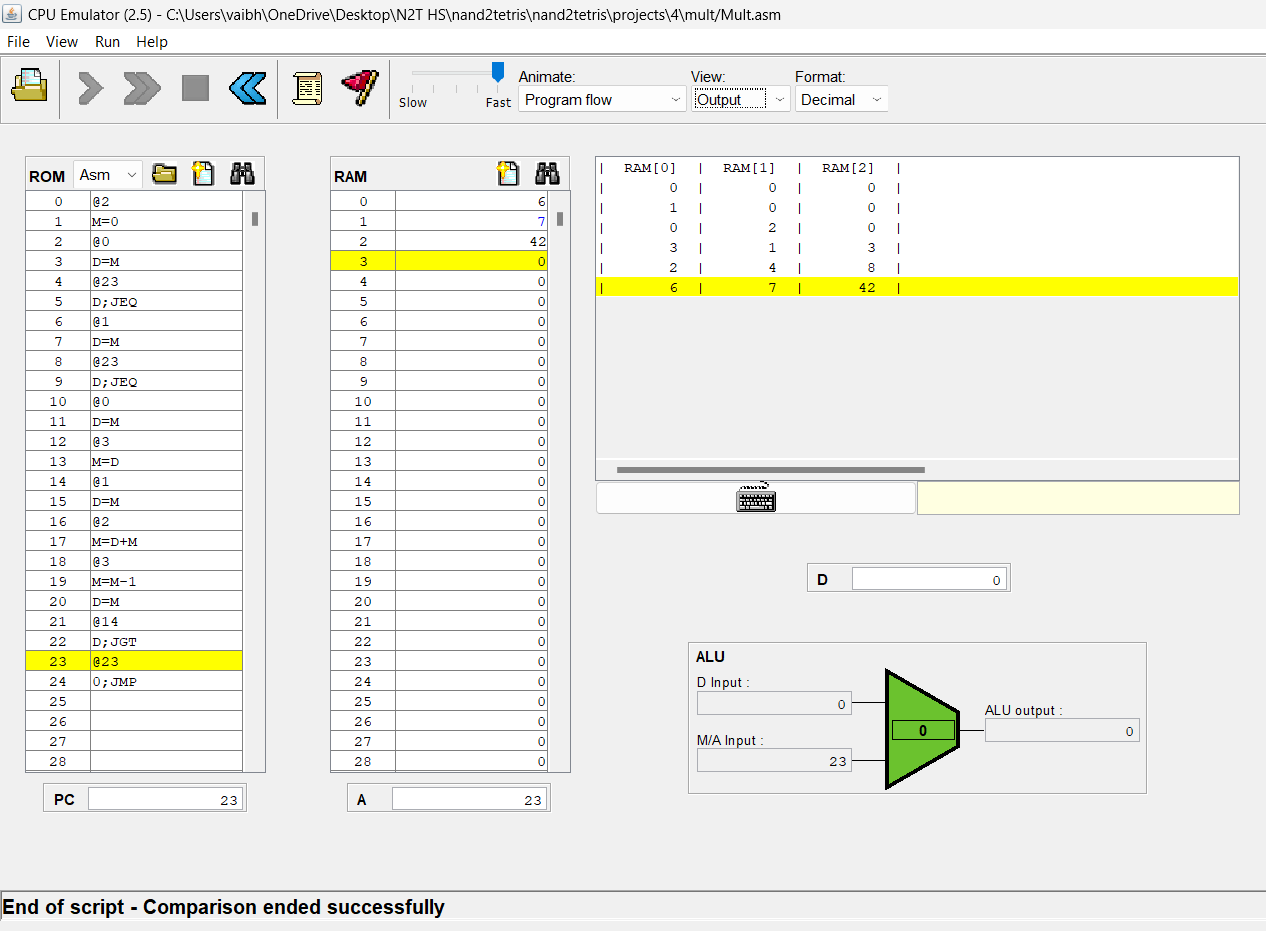 CPU Emulator (2.5) - C:\Users\vaibh\OneDrive\Desktop\N2T HS\nand2tetris\nand2tetris\projects\4\mult/Mult.asm
File View Run Help
Animate: View: Format:
Slow Fast Program flow Output Decimal
ROM Asm
0 @2
1 M=0
2 @0
3 D=M
4 @23
5 D;JEQ
6 @1
7 D=M
8 @23
9 D;JEQ
10 @0
11 D=M
12 @3
13 M=D
14 @1
15 D=M
16 @2
17 M=D+M
18 @3
19 M=M-1
20 D=M
21 @14
22 D;JGT
23 @23
24 0;JMP
25
26
27
28
PC 23
RAM
0 6
1 7
2 42
3 0
4 0
5 0
6 0
7 0
8 0
9 0
10 0
11 0
12 0
13 0
14 0
15 0
16 0
17 0
18 0
19 0
20 0
21 0
22 0
23 0
24 0
25 0
26 0
27 0
28 0
A 23
| RAM[0] | RAM[1] | RAM[2] |
| 0 | 0 | 0 |
| 1 | 0 | 0 |
| 0 | 2 | 0 |
| 3 | 1 | 3 |
| 2 | 4 | 8 |
| 6 | 7 | 42 |
D 0
ALU
D Input :
0
M/A Input :
23
0
ALU output :
0
End of script - Comparison ended successfully